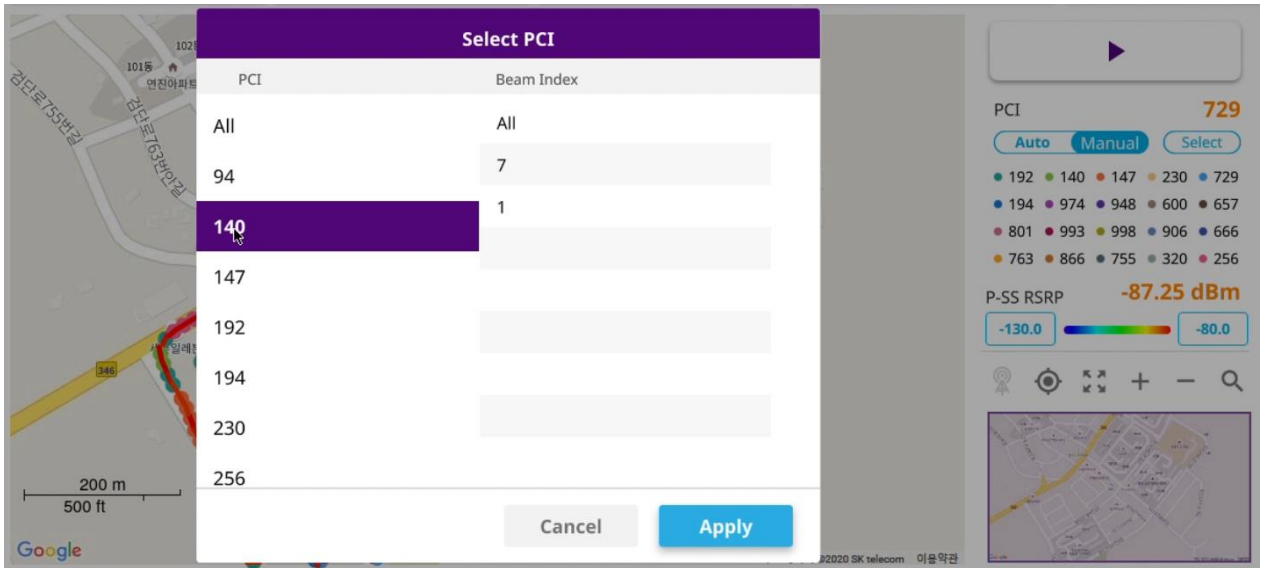 Select PCI
PCI
Beam Index
All
94
140
147
192
194
230
256
All
7
1
Cancel
Apply
101동
연진아파트
검단로755번길
검단로763번안길
346
200 m
500 ft
Google
©2020 SK telecom 이용약관
PCI 729
Auto Manual Select
192 140 147 230 729
194 974 948 600 657
801 993 998 906 666
763 866 755 320 256
P-SS RSRP -87.25 dBm
-130.0 -80.0